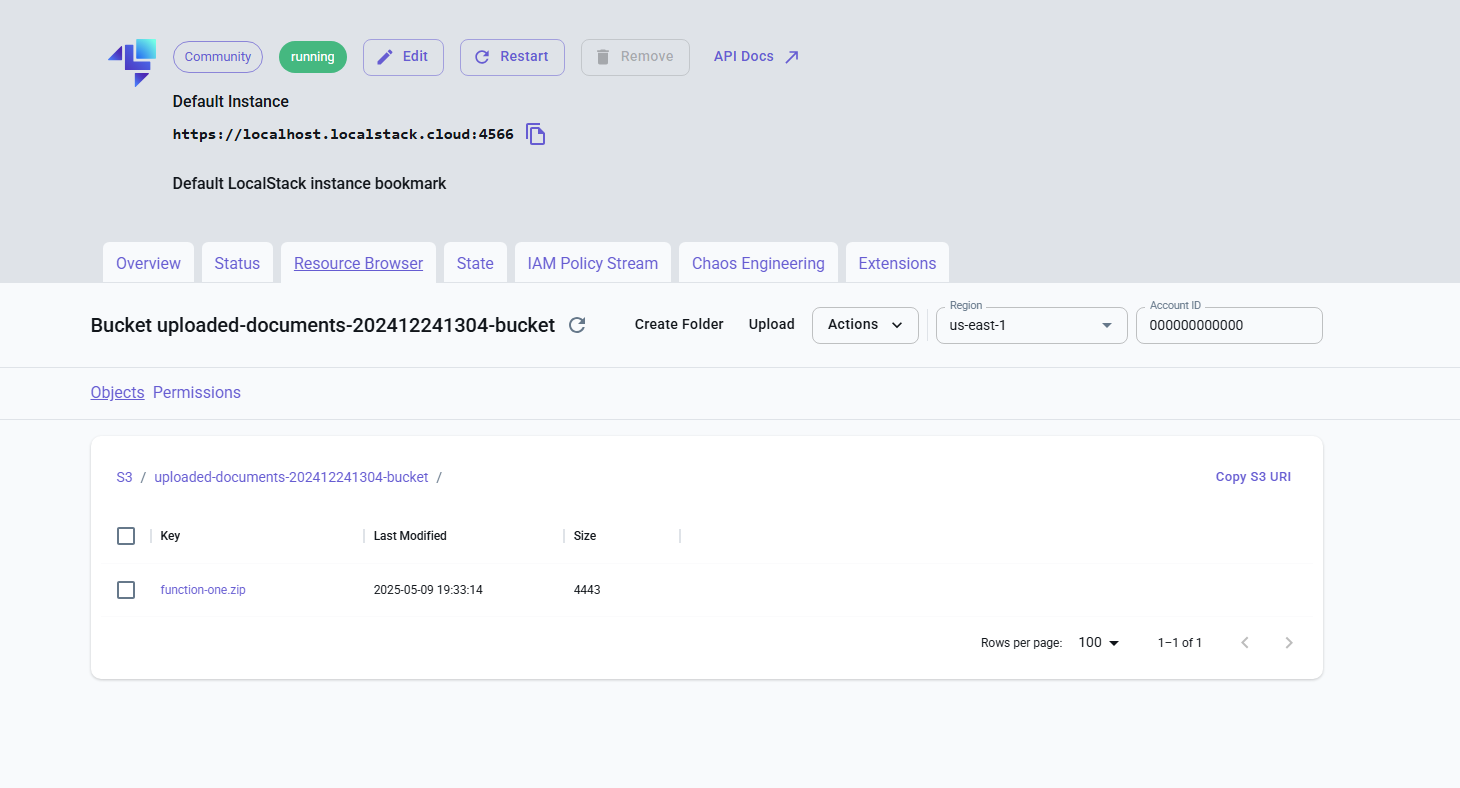 Community running Edit Restart Remove API Docs
Default Instance
https://localhost.localstack.cloud:4566
Default LocalStack instance bookmark
Overview Status Resource Browser State IAM Policy Stream Chaos Engineering Extensions
Region Account ID
Bucket uploaded-documents-202412241304-bucket Create Folder Upload Actions us-east-1 000000000000
Objects Permissions
S3 / uploaded-documents-202412241304-bucket / Copy S3 URI
Key Last Modified Size
function-one.zip 2025-05-09 19:33:14 4443
Rows per page: 100 1–1 of 1